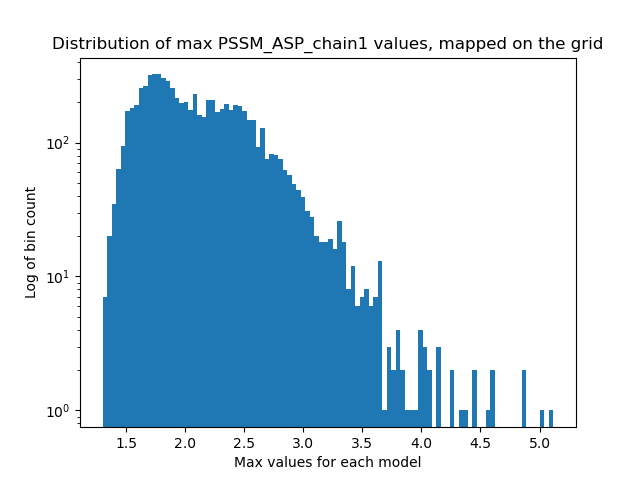 Distribution of max PSSM_ASP_chain1 values, mapped on the grid
Log of bin count
10²
10¹
10⁰
1.5 2.0 2.5 3.0 3.5 4.0 4.5 5.0
Max values for each model